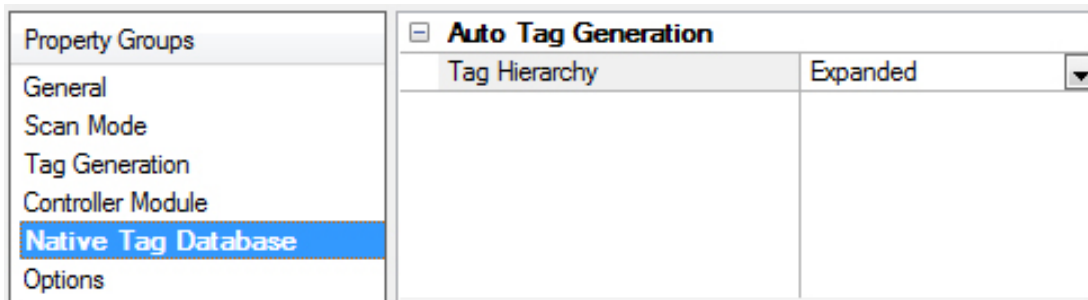 Property Groups
General
Scan Mode
Tag Generation
Controller Module
Native Tag Database
Options
Auto Tag Generation
Tag Hierarchy Expanded